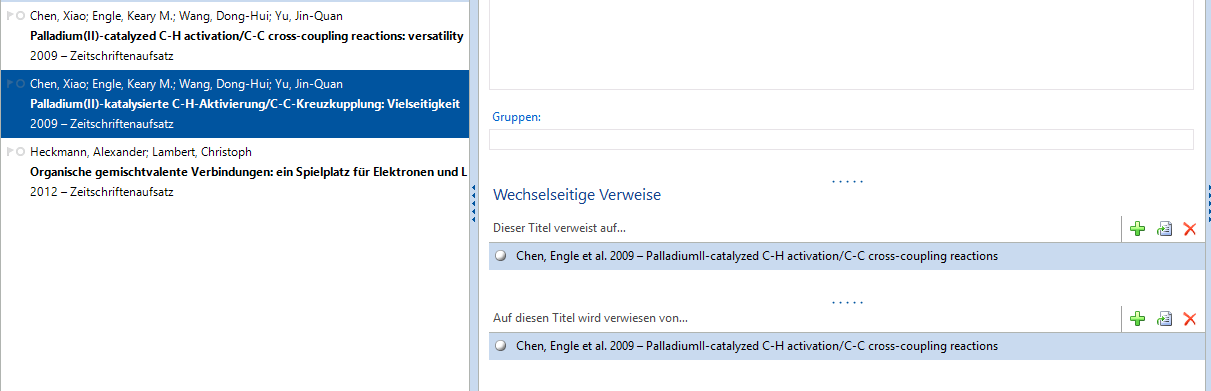 Chen, Xiao; Engle, Keary M.; Wang, Dong-Hui; Yu, Jin-Quan
Palladium(II)-catalyzed C-H activation/C-C cross-coupling reactions: versatility
2009 – Zeitschriftenaufsatz
Chen, Xiao; Engle, Keary M.; Wang, Dong-Hui; Yu, Jin-Quan
Palladium(II)-katalysierte C-H-Aktivierung/C-C-Kreuzkupplung: Vielseitigkeit
2009 – Zeitschriftenaufsatz
Heckmann, Alexander; Lambert, Christoph
Organische gemischtvalente Verbindungen: ein Spielplatz für Elektronen und L
2012 – Zeitschriftenaufsatz
Gruppen:
Wechselseitige Verweise
Dieser Titel verweist auf...
Chen, Engle et al. 2009 – PalladiumII-catalyzed C-H activation/C-C cross-coupling reactions
Auf diesen Titel wird verwiesen von...
Chen, Engle et al. 2009 – PalladiumII-catalyzed C-H activation/C-C cross-coupling reactions